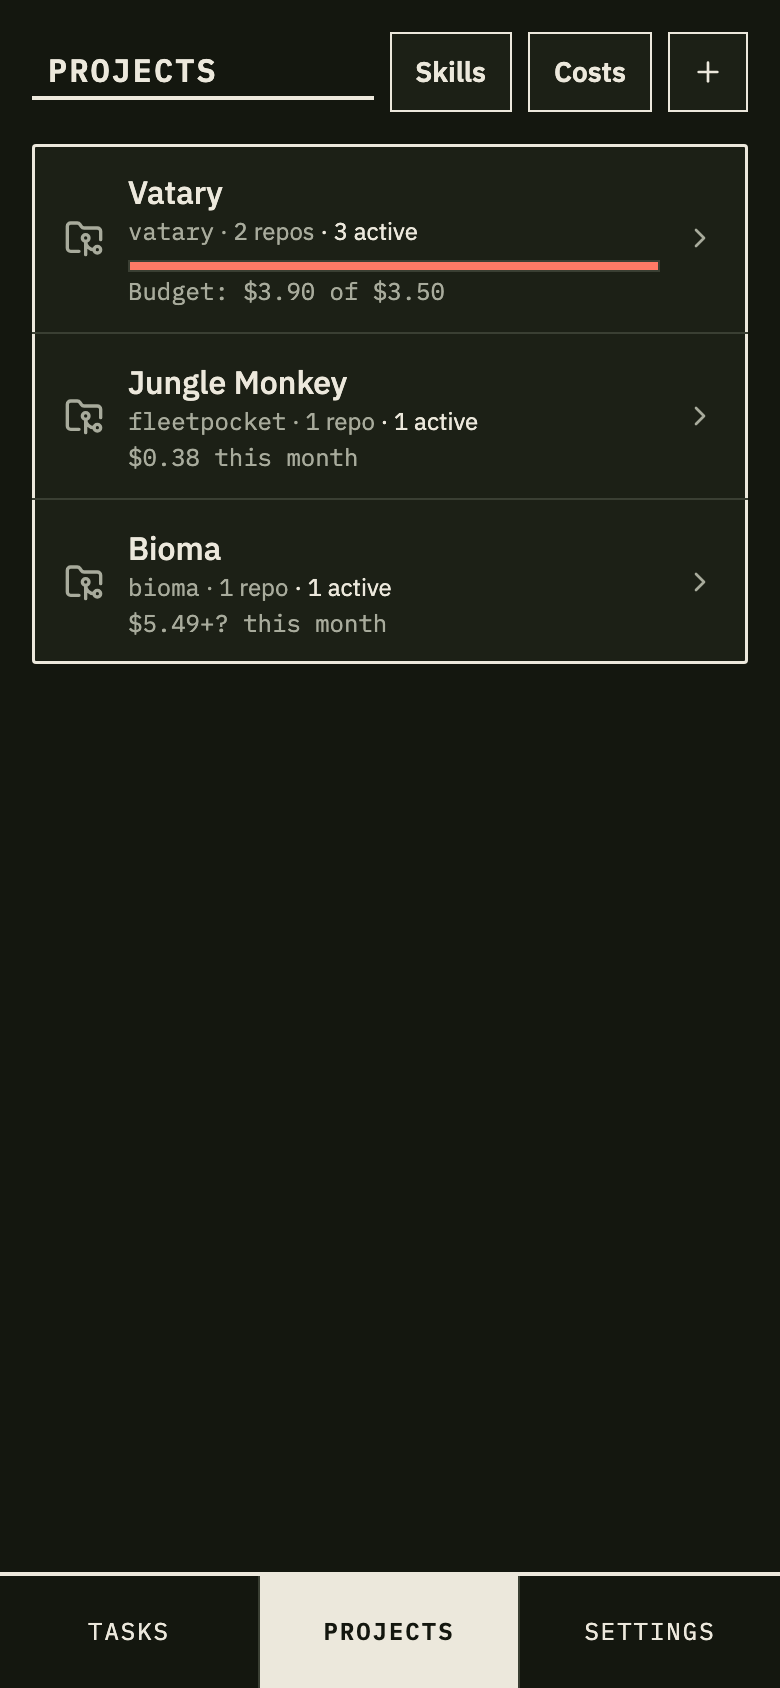 PROJECTS Skills Costs +
Vatary
vatary · 2 repos · 3 active
Budget: $3.90 of $3.50
Jungle Monkey
fleetpocket · 1 repo · 1 active
$0.38 this month
Bioma
bioma · 1 repo · 1 active
$5.49+? this month
TASKS PROJECTS SETTINGS